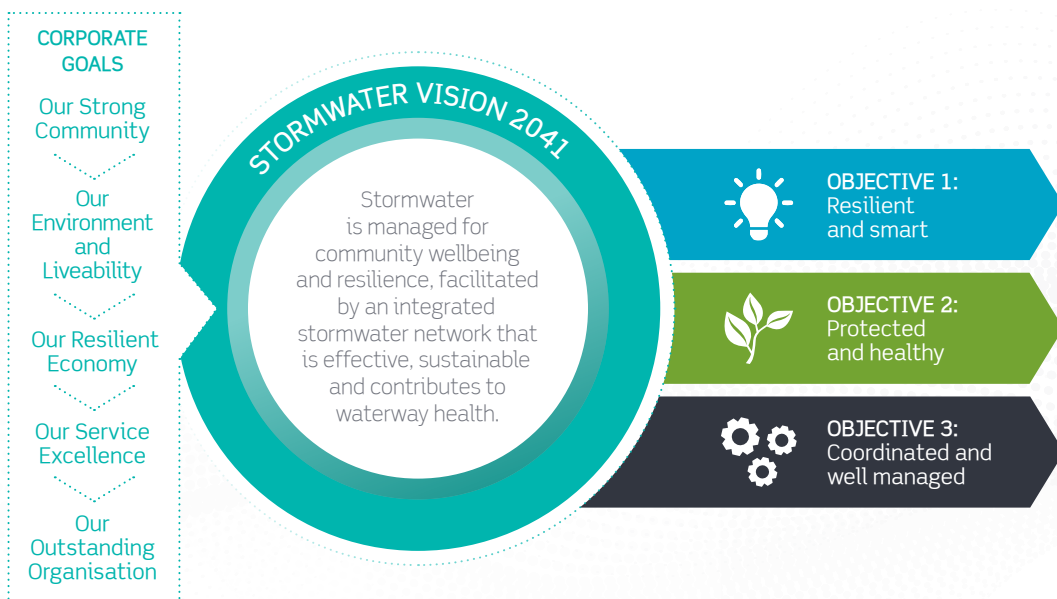 CORPORATE
GOALS
Our Strong
Community
Our
Environment
and
Liveability
Our Resilient
Economy
Our Service
Excellence
Our
Outstanding
Organisation
STORMWATER VISION 2041
Stormwater
is managed for
community wellbeing
and resilience, facilitated
by an integrated
stormwater network that
is effective, sustainable
and contributes to
waterway health.
OBJECTIVE 1:
Resilient
and smart
OBJECTIVE 2:
Protected
and healthy
OBJECTIVE 3:
Coordinated and
well managed